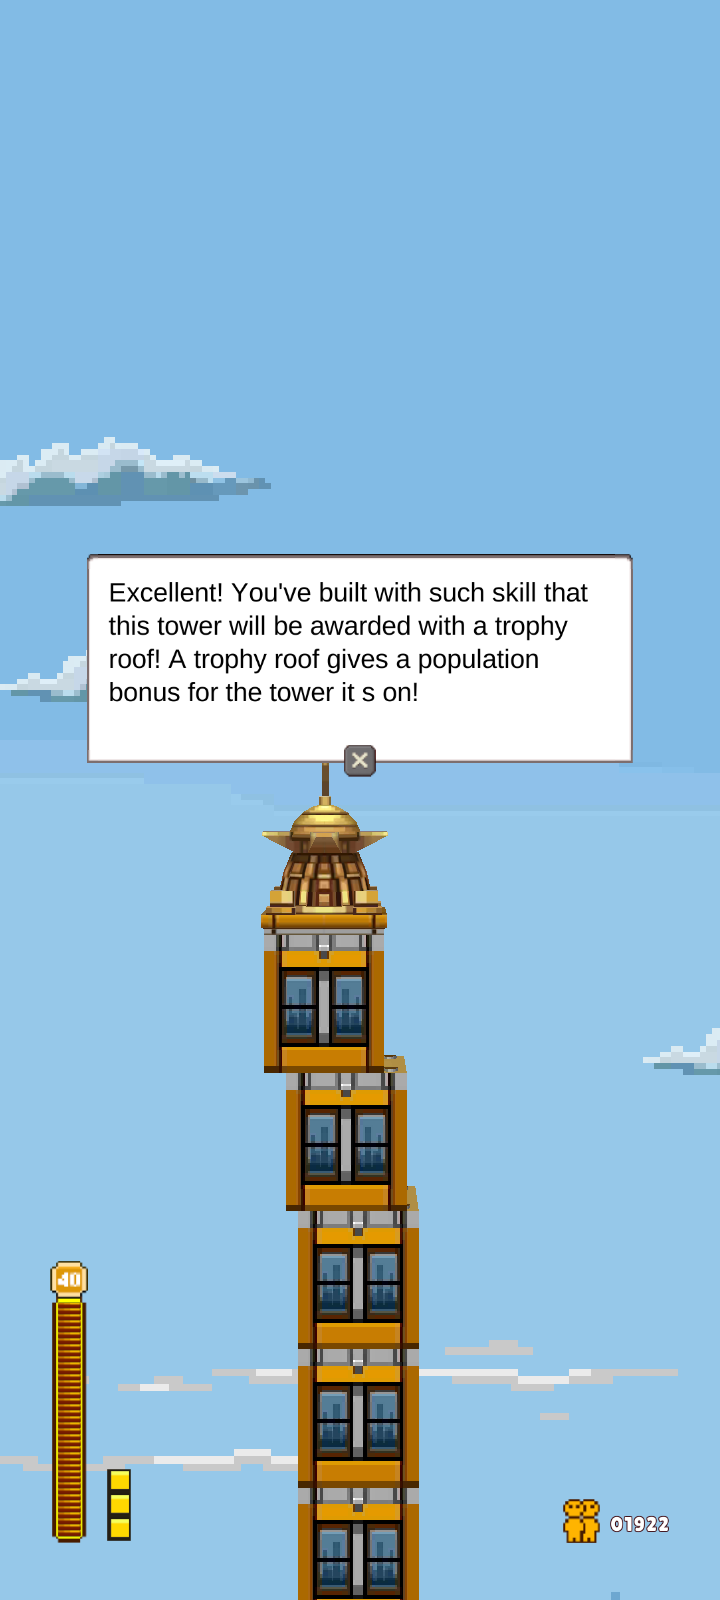 Excellent! You've built with such skill that
this tower will be awarded with a trophy
roof! A trophy roof gives a population
bonus for the tower it s on!
40
01922